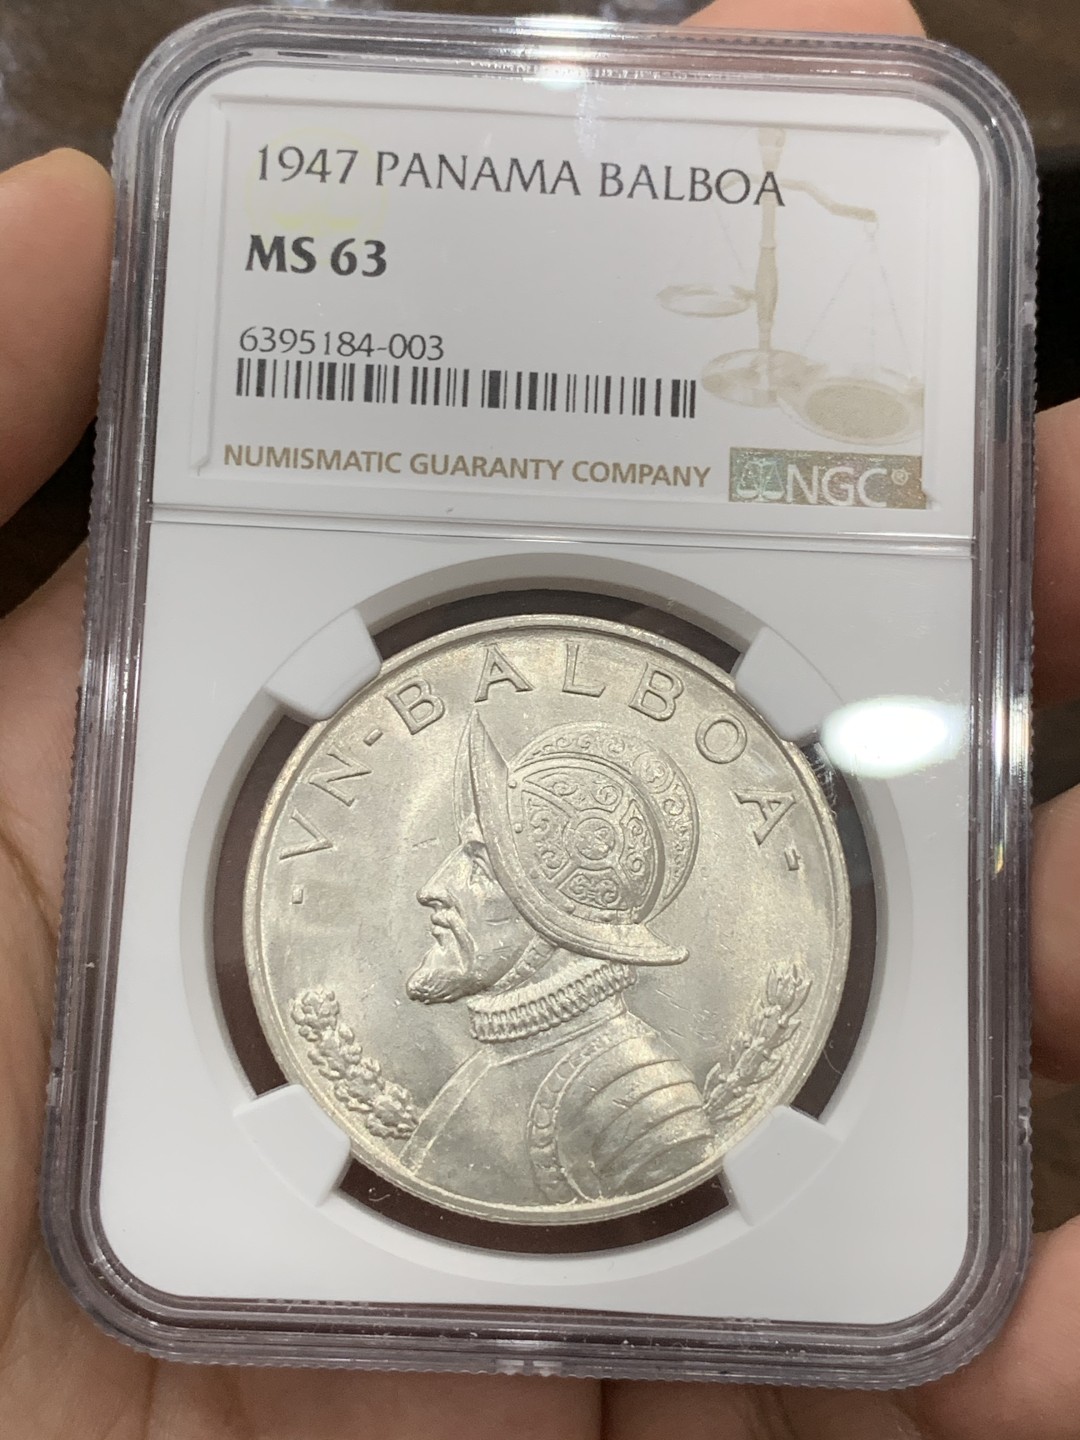 1947 PANAMA BALBOA
MS 63
6395184-003
NUMISMATIC GUARANTY COMPANY
NGC®
-VN-BALBOA-